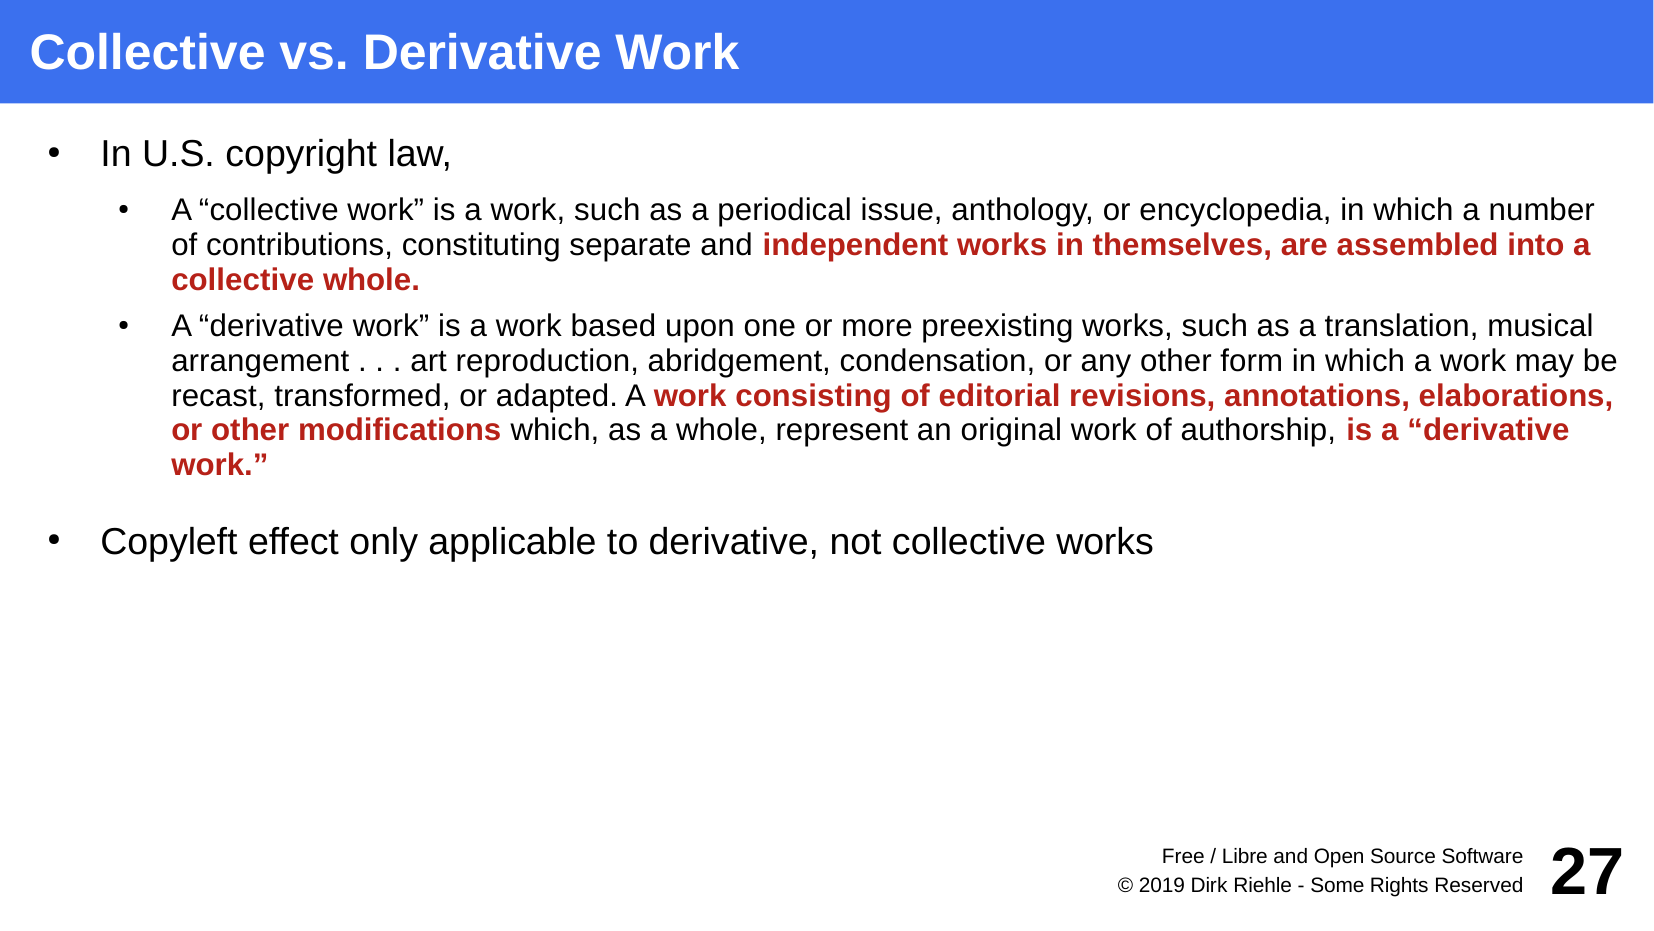 Collective vs. Derivative Work
• In U.S. copyright law,
• A “collective work” is a work, such as a periodical issue, anthology, or encyclopedia, in which a number
of contributions, constituting separate and independent works in themselves, are assembled into a
collective whole.
• A “derivative work” is a work based upon one or more preexisting works, such as a translation, musical
arrangement . . . art reproduction, abridgement, condensation, or any other form in which a work may be
recast, transformed, or adapted. A work consisting of editorial revisions, annotations, elaborations,
or other modifications which, as a whole, represent an original work of authorship, is a “derivative
work.”
• Copyleft effect only applicable to derivative, not collective works
Free / Libre and Open Source Software
© 2019 Dirk Riehle - Some Rights Reserved
27